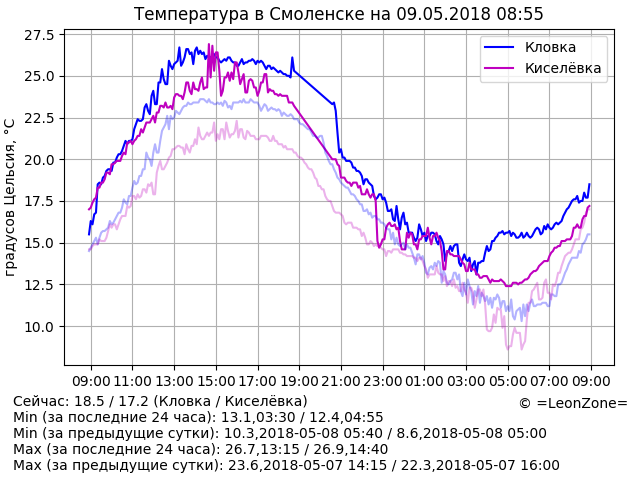 Температура в Смоленске на 09.05.2018 08:55
27.5
25.0
22.5
20.0
17.5
15.0
12.5
10.0
градусов Цельсия, °C
Кловка
Киселёвка
09:00 11:00 13:00 15:00 17:00 19:00 21:00 23:00 01:00 03:00 05:00 07:00 09:00
Сейчас: 18.5 / 17.2 (Кловка / Киселёвка)
© =LeonZone=
Min (за последние 24 часа): 13.1,03:30 / 12.4,04:55
Min (за предыдущие сутки): 10.3,2018-05-08 05:40 / 8.6,2018-05-08 05:00
Max (за последние 24 часа): 26.7,13:15 / 26.9,14:40
Max (за предыдущие сутки): 23.6,2018-05-07 14:15 / 22.3,2018-05-07 16:00